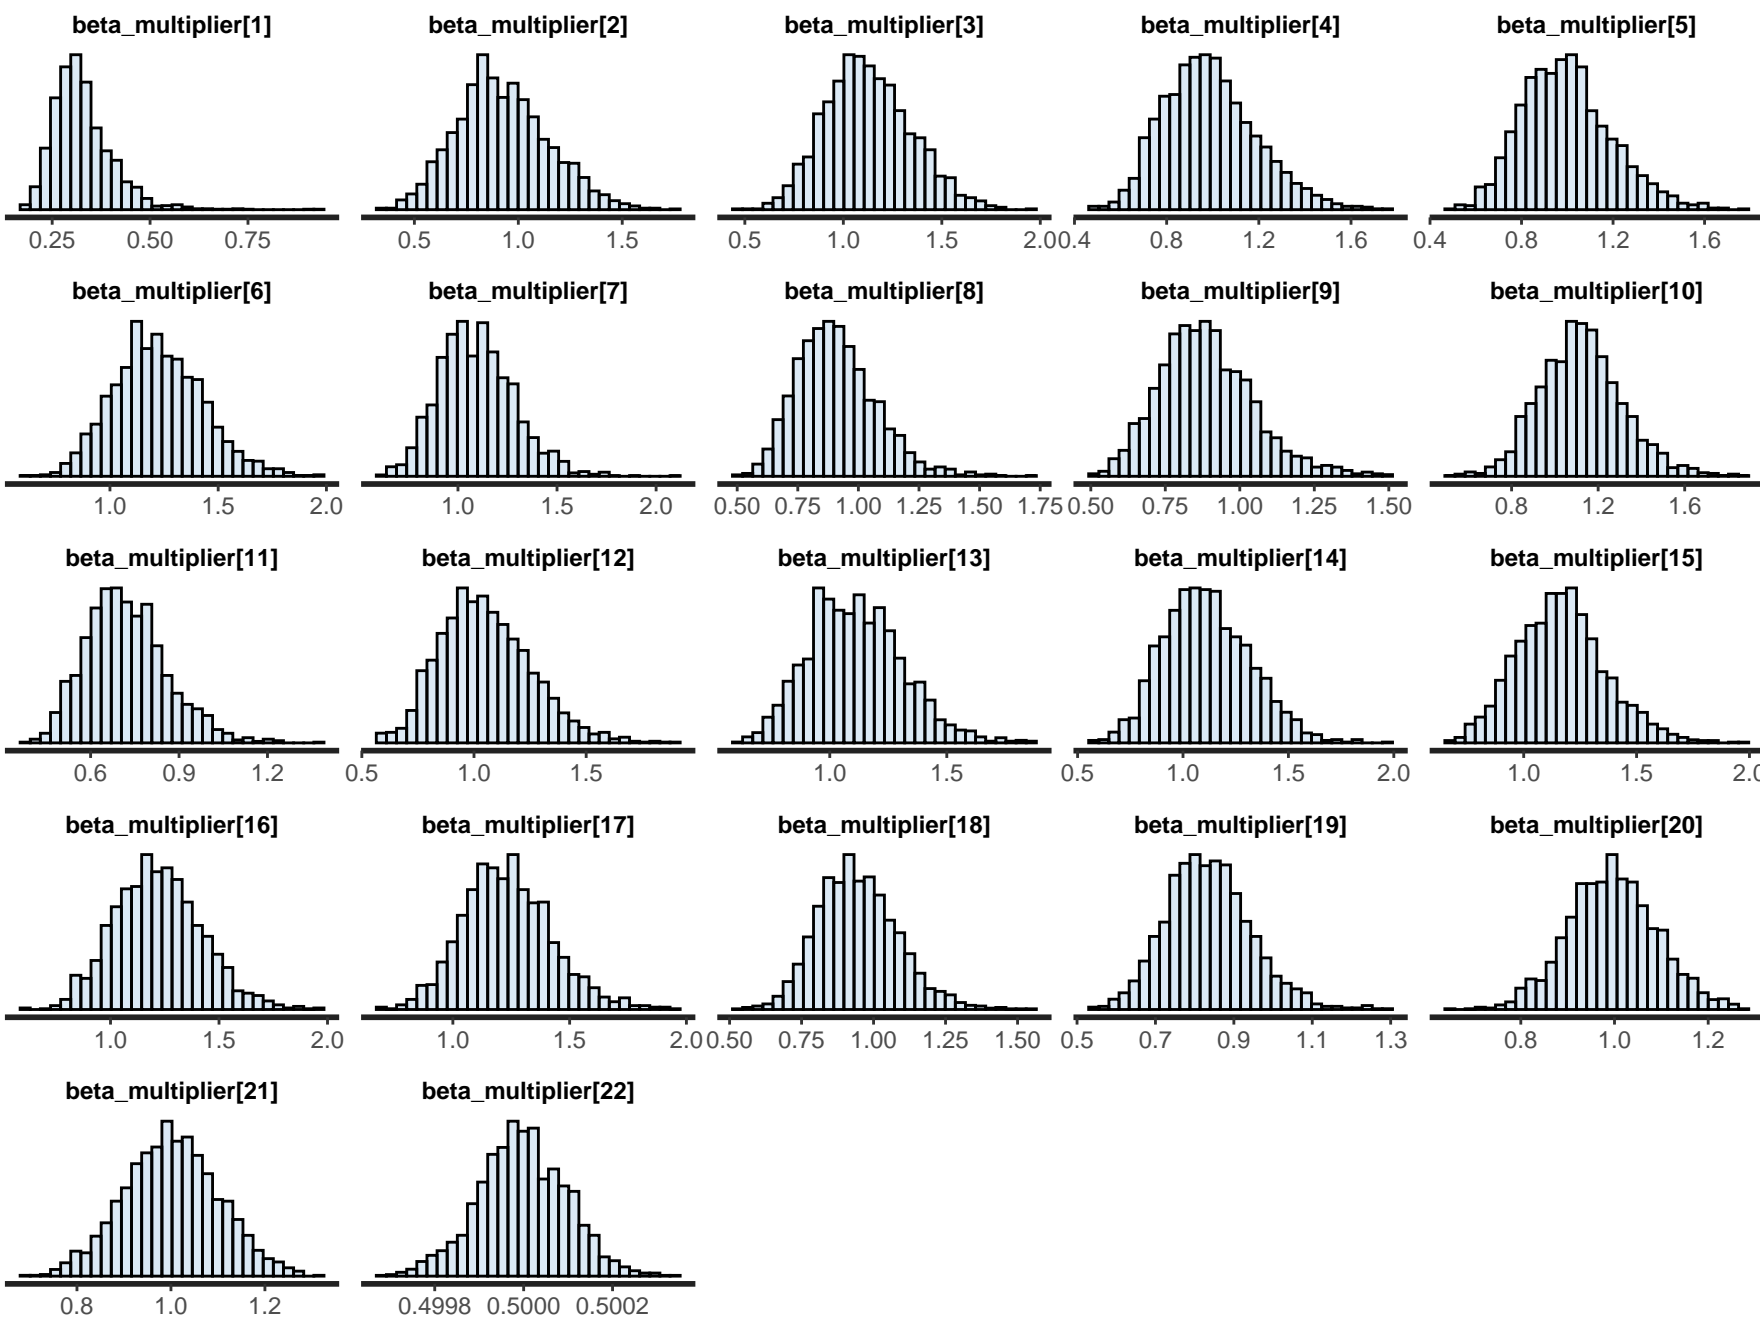 beta_multiplier[1] beta_multiplier[2] beta_multiplier[3] beta_multiplier[4] beta_multiplier[5]
0.25 0.50 0.75 0.5 1.0 1.5 0.5 1.0 1.5 2.0 0.4 0.8 1.2 1.6 0.4 0.8 1.2 1.6
beta_multiplier[6] beta_multiplier[7] beta_multiplier[8] beta_multiplier[9] beta_multiplier[10]
1.0 1.5 2.0 1.0 1.5 2.0 0.50 0.75 1.00 1.25 1.50 1.75 0.50 0.75 1.00 1.25 1.50 0.8 1.2 1.6
beta_multiplier[11] beta_multiplier[12] beta_multiplier[13] beta_multiplier[14] beta_multiplier[15]
0.6 0.9 1.2 0.5 1.0 1.5 1.0 1.5 0.5 1.0 1.5 2.0 1.0 1.5 2.0
beta_multiplier[16] beta_multiplier[17] beta_multiplier[18] beta_multiplier[19] beta_multiplier[20]
1.0 1.5 2.0 1.0 1.5 2.0 0.50 0.75 1.00 1.25 1.50 0.5 0.7 0.9 1.1 1.3 0.8 1.0 1.2
beta_multiplier[21] beta_multiplier[22]
0.8 1.0 1.2 0.4998 0.5000 0.5002